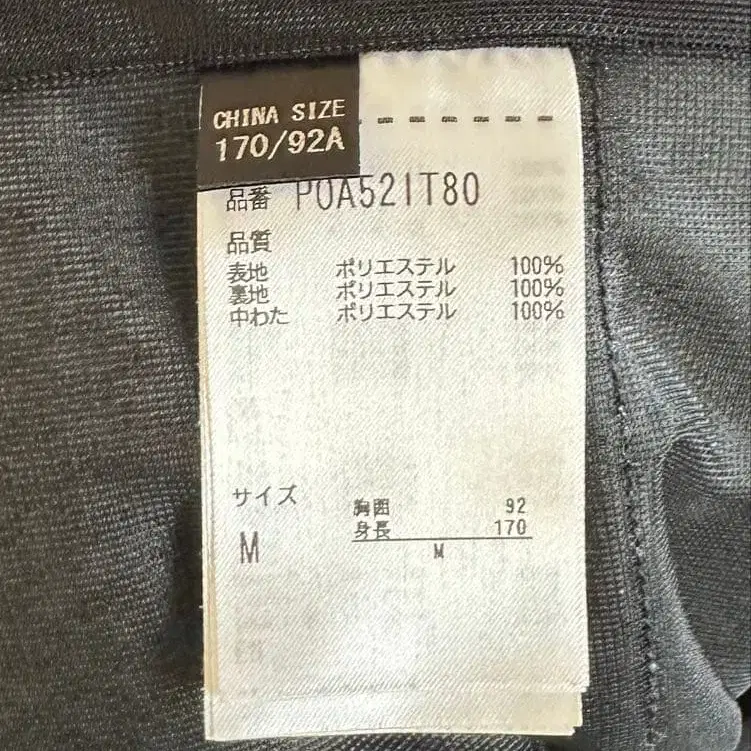 CHINA SIZE
170/92A
品番 POA521T80
品質
表地 ポリエステル 100%
裏地 ポリエステル 100%
中わた ポリエステル 100%
サイズ
M
胸囲 92
身長 170
M